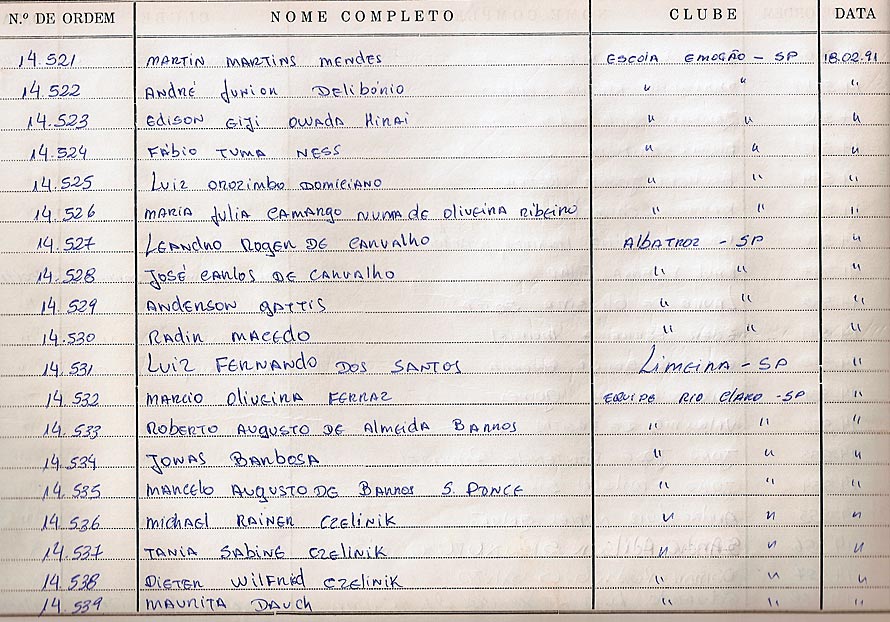 N.º DE ORDEM NOME COMPLETO CLUBE DATA
14.521 MARTIN MARTINS MENDES ESCOLA EMOÇÃO - SP 18.02.91
14.522 ANDRÉ JUNIOR DELIBÓNIO " " "
14.523 EDISON EIJI OWADA HIRAI " " "
14.524 FÁBIO TUMA NESS " " "
14.525 LUIZ OROZIMBO DOMICIANO " " "
14.526 MARIA JULIA CAMARGO NUMA DE OLIVEIRA RIBEIRO " " "
14.527 LEANDRO ROGER DE CARVALHO ALBATROZ - SP "
14.528 JOSÉ CARLOS DE CARVALHO " " "
14.529 ANDERSON GATTIS " " "
14.530 RADIR MACEDO " " "
14.531 LUIZ FERNANDO DOS SANTOS LIMEIRA - SP "
14.532 MARCIO OLIVEIRA FERRAZ EQUIPE RIO CLARO - SP "
14.533 ROBERTO AUGUSTO DE ALMEIDA BARROS " " "
14.534 JONAS BARBOSA " " "
14.535 MARCELO AUGUSTO DE BARROS S. PONCE " " "
14.536 MICHAEL RAINER CZELINIK " " "
14.537 TANIA SABINE CZELINIK " " "
14.538 DIETER WILFRIED CZELINIK " " "
14.539 MAURITA DAUCH " " "